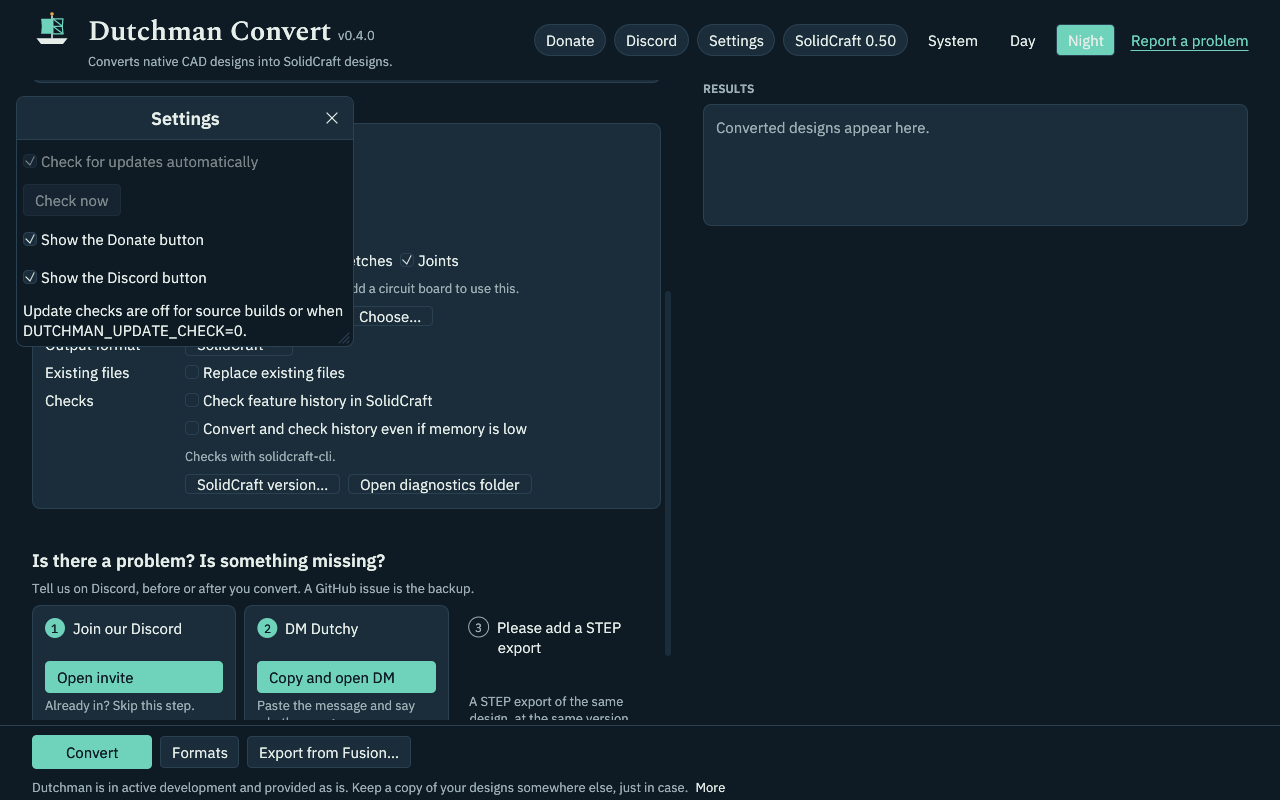 Dutchman Convert v0.4.0
Converts native CAD designs into SolidCraft designs.
Donate
Discord
Settings
SolidCraft 0.50
System
Day
Night
Report a problem
Settings
Check for updates automatically
Check now
Show the Donate button
Show the Discord button
Update checks are off for source builds or when
DUTCHMAN_UPDATE_CHECK=0.
Joints
a circuit board to use this.
Choose...
Output format
SolidCraft
Existing files
Replace existing files
Checks
Check feature history in SolidCraft
Convert and check history even if memory is low
Checks with solidcraft-cli.
SolidCraft version...
Open diagnostics folder
Is there a problem? Is something missing?
Tell us on Discord, before or after you convert. A GitHub issue is the backup.
1 Join our Discord
Open invite
Already in? Skip this step.
2 DM Dutchy
Copy and open DM
Paste the message and say
3 Please add a STEP
export
A STEP export of the same
design, at the same version
RESULTS
Converted designs appear here.
Convert
Formats
Export from Fusion...
Dutchman is in active development and provided as is. Keep a copy of your designs somewhere else, just in case. More